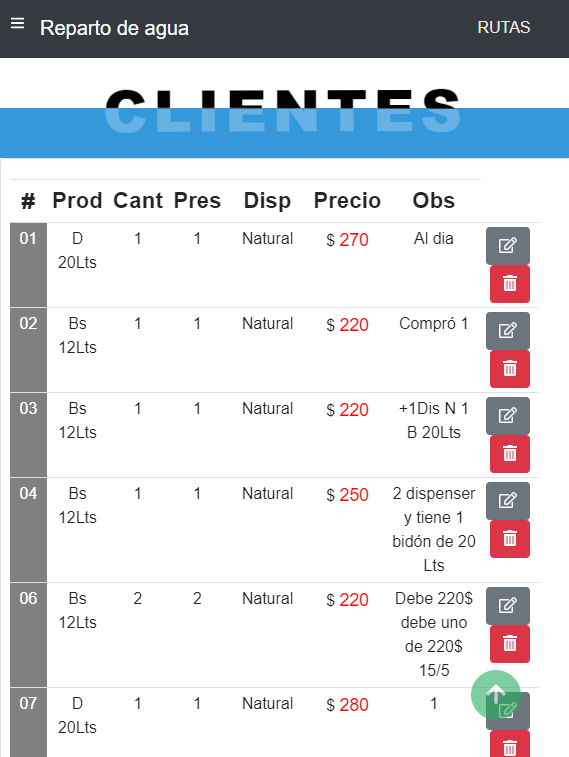 Reparto de agua RUTAS
CLIENTES
# Prod Cant Pres Disp Precio Obs
01 D 1 1 Natural $ 270 Al dia
20Lts
02 Bs 1 1 Natural $ 220 Compró 1
12Lts
03 Bs 1 1 Natural $ 220 +1Dis N 1
12Lts B 20Lts
04 Bs 1 1 Natural $ 250 2 dispenser
12Lts y tiene 1
bidón de 20
Lts
06 Bs 2 2 Natural $ 220 Debe 220$
12Lts debe uno
de 220$
15/5
07 D 1 1 Natural $ 280 1
20Lts